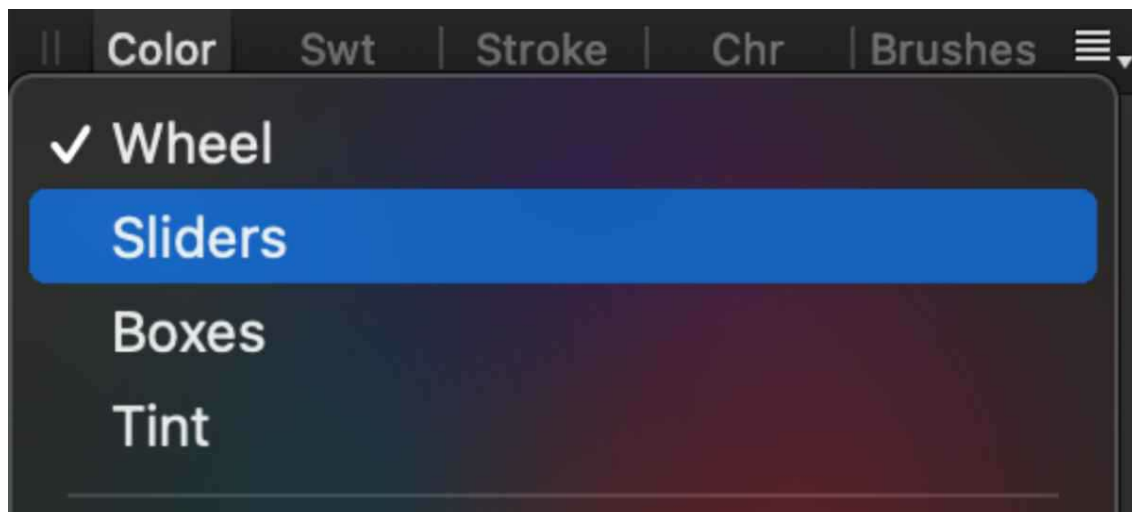 Color Swt Stroke Chr Brushes
Wheel
Sliders
Boxes
Tint